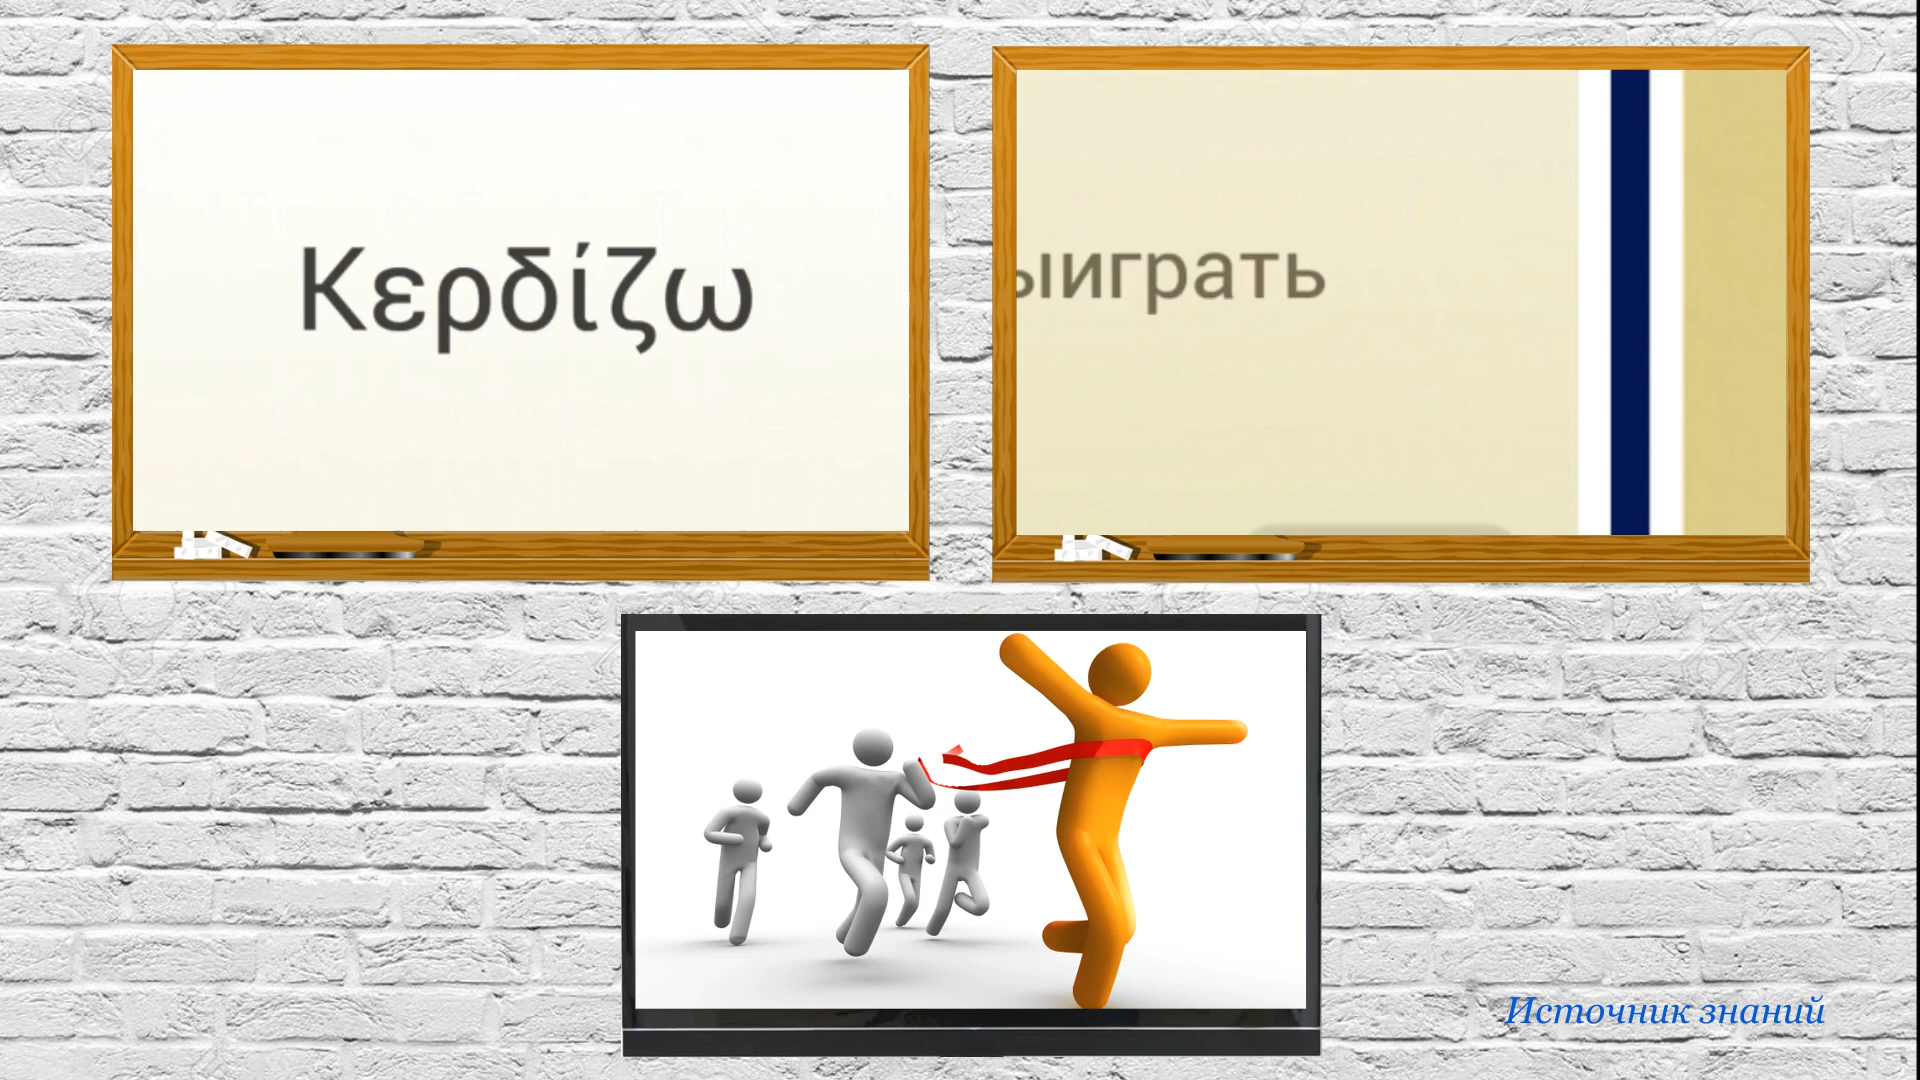 Κερδίζω
ыиграть
Источник знаний